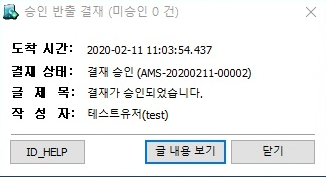 승인 반출 결재 (미승인 0 건)
도착 시간: 2020-02-11 11:03:54.437
결재 상태: 결재 승인 (AMS-20200211-00002)
글 제 목: 결재가 승인되었습니다.
작 성 자: 테스트유저(test)
ID_HELP 글 내용 보기 닫기